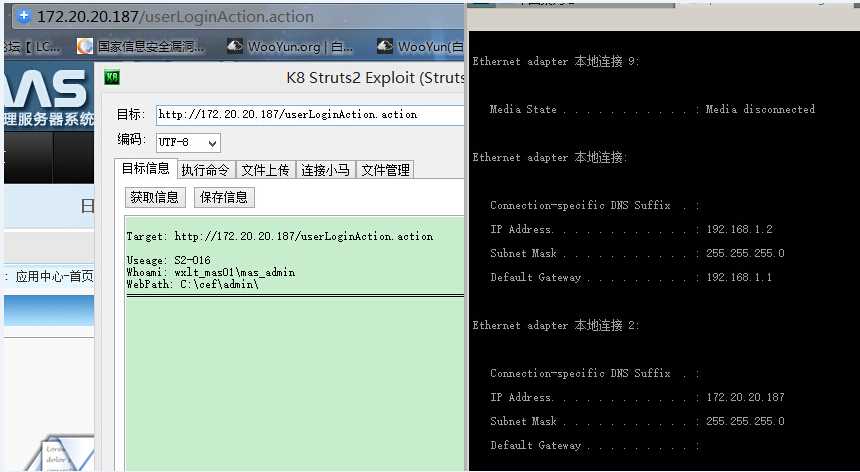 172.20.20.187/userLoginAction.action
论坛【 LC...
国家信息安全漏洞...
WooYun.org | 白...
WooYun(白
AS
理服务器系统
日
: 应用中心-首页
K8 Struts2 Exploit (Struts
目标:
http://172.20.20.187/userLoginAction.action
编码:
UTF-8
目标信息
执行命令
文件上传
连接小马
文件管理
获取信息
保存信息
Target: http://172.20.20.187/userLoginAction.action
Useage: S2-016
Whoami: wxlt_mas01\mas_admin
WebPath: C:\cef\admin\
Ethernet adapter 本地连接 9:
Media State . . . . . . . . . . . : Media disconnected
Ethernet adapter 本地连接:
Connection-specific DNS Suffix . :
IP Address. . . . . . . . . . . . : 192.168.1.2
Subnet Mask . . . . . . . . . . . : 255.255.255.0
Default Gateway . . . . . . . . . : 192.168.1.1
Ethernet adapter 本地连接 2:
Connection-specific DNS Suffix . :
IP Address. . . . . . . . . . . . : 172.20.20.187
Subnet Mask . . . . . . . . . . . : 255.255.255.0
Default Gateway . . . . . . . . . :